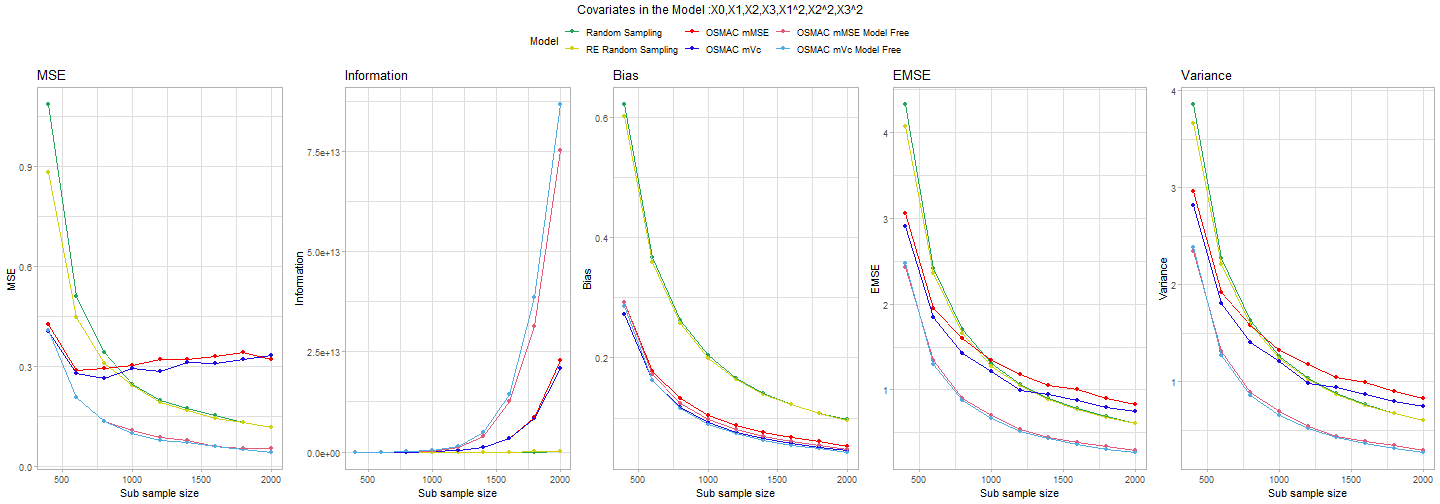 Covariates in the Model :X0,X1,X2,X3,X1^2,X2^2,X3^2
Model
Random Sampling
OSMAC mMSE
OSMAC mMSE Model Free
RE Random Sampling
OSMAC mVc
OSMAC mVc Model Free
MSE
MSE
0.9
0.6
0.3
0.0
500 1000 1500 2000
Sub sample size
Information
Information
7.5e+13
5.0e+13
2.5e+13
0.0e+00
500 1000 1500 2000
Sub sample size
Bias
Bias
0.6
0.4
0.2
500 1000 1500 2000
Sub sample size
EMSE
EMSE
4
3
2
1
500 1000 1500 2000
Sub sample size
Variance
Variance
4
3
2
1
500 1000 1500 2000
Sub sample size